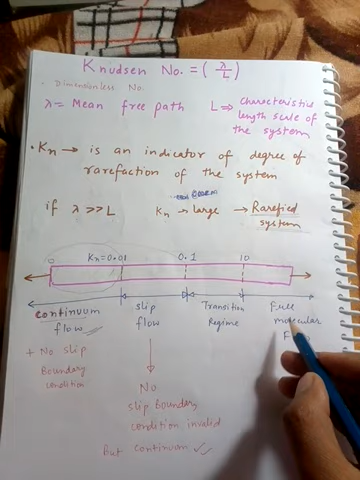 Knudsen No. = (λ/L)
- Dimensionless No.
λ = Mean free path L ⇒ characteristic
length scale of
the system
• Kn → is an indicator of degree of
rarefaction of the system
if λ >> L Kn → large → Rarefied
system
0 Kn=0.01 0.1 10
continuum flow
slip flow
Transition Regime
Free molecular
+ No slip
Boundary
condition
No
slip boundary
condition invalid
But continuum ✓